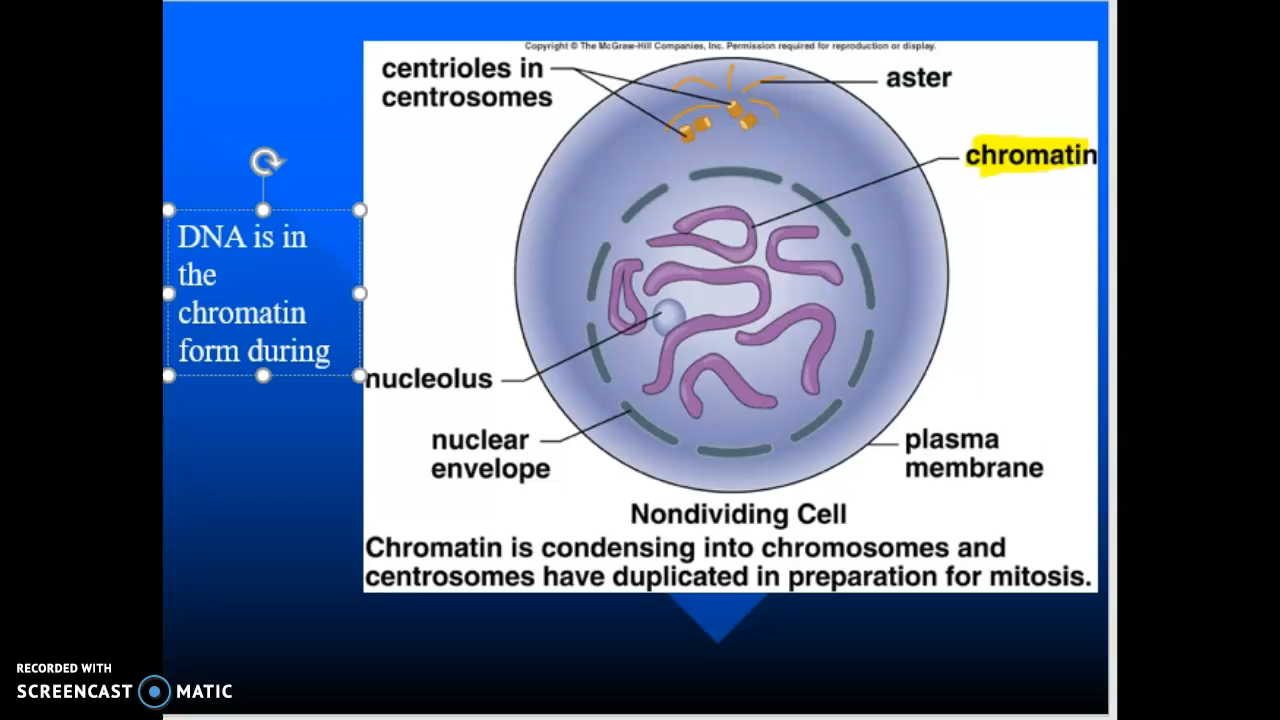 Copyright © The McGraw-Hill Companies, Inc. Permission required for reproduction or display.
centrioles in
centrosomes
aster
chromatin
DNA is in
the
chromatin
form during
nucleolus
nuclear
envelope
plasma
membrane
Nondividing Cell
Chromatin is condensing into chromosomes and
centrosomes have duplicated in preparation for mitosis.
RECORDED WITH
SCREENCAST MATIC